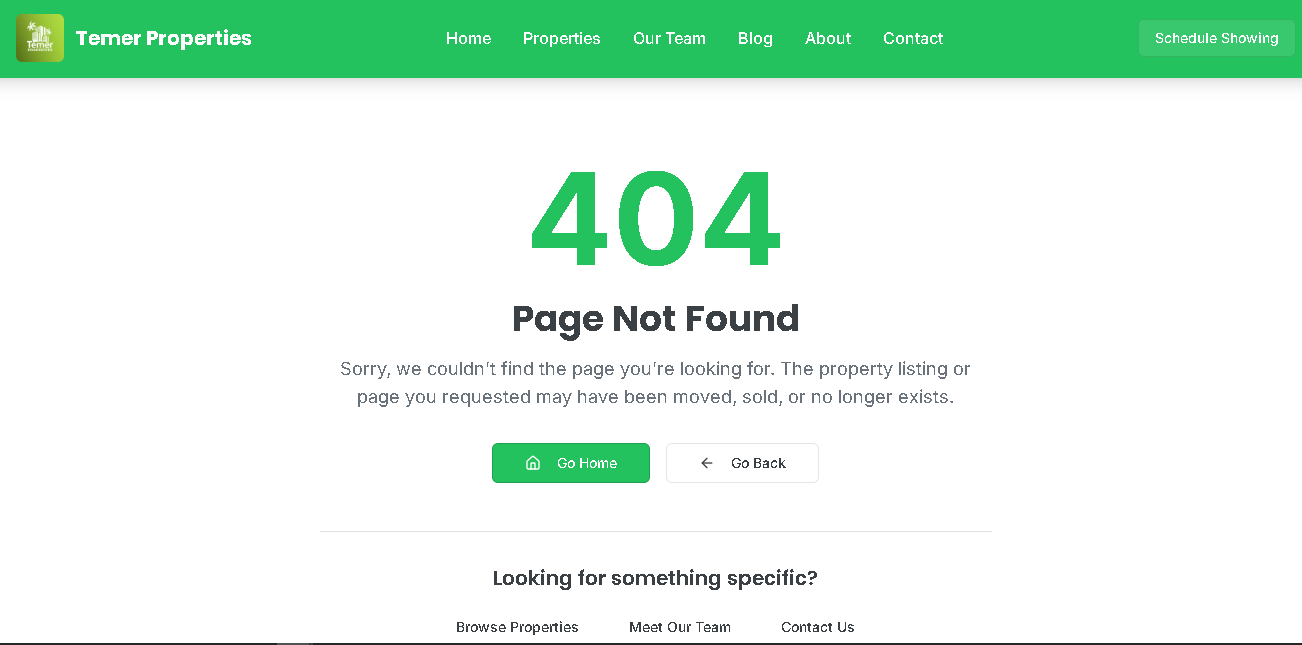 Temer
Temer Properties
Home
Properties
Our Team
Blog
About
Contact
Schedule Showing
404
Page Not Found
Sorry, we couldn't find the page you're looking for. The property listing or
page you requested may have been moved, sold, or no longer exists.
Go Home
Go Back
Looking for something specific?
Browse Properties
Meet Our Team
Contact Us